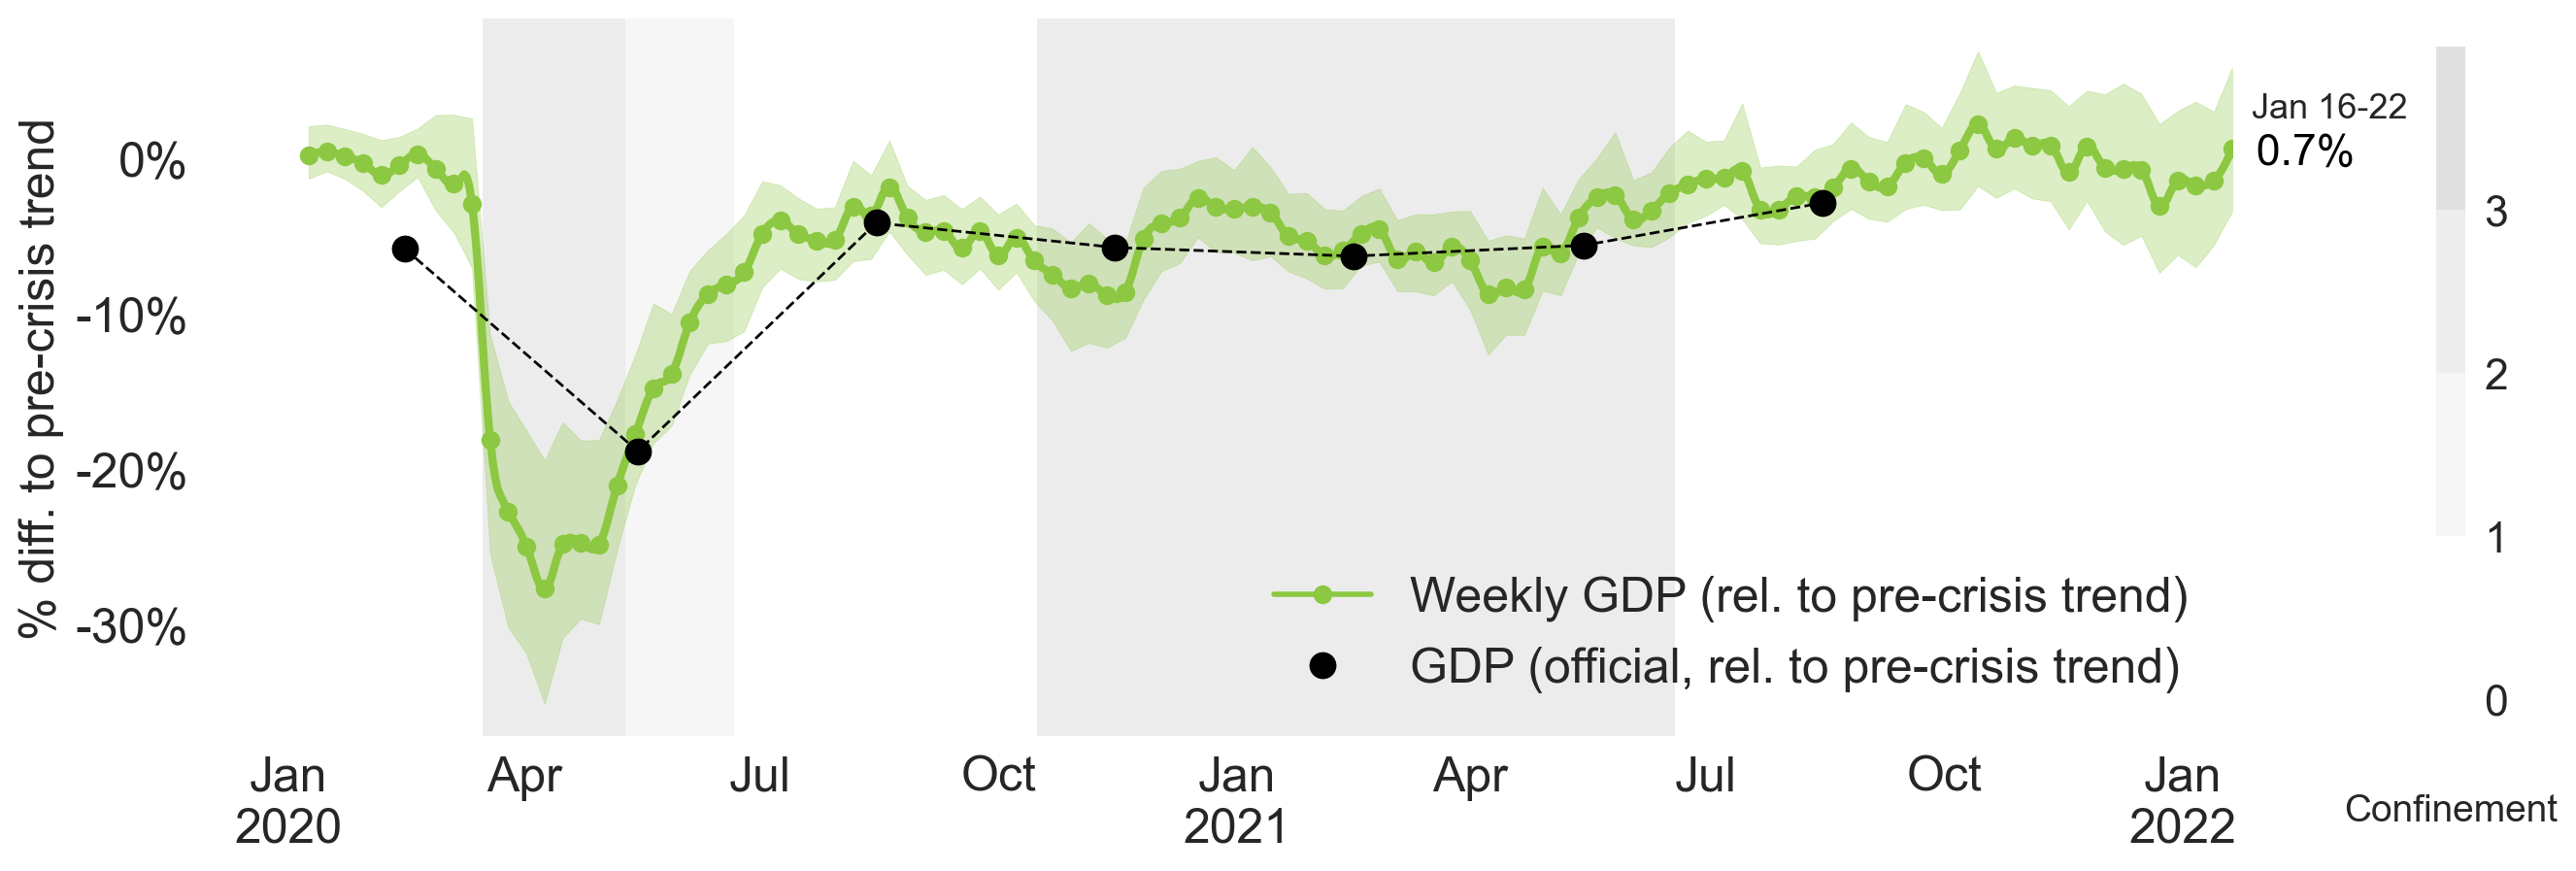 % diff. to pre-crisis trend
0%
-10%
-20%
-30%
Jan 16-22
0.7%
3
2
1
0
Weekly GDP (rel. to pre-crisis trend)
GDP (official, rel. to pre-crisis trend)
Jan Apr Jul Oct Jan Apr Jul Oct Jan
2020 2021 2022
Confinement